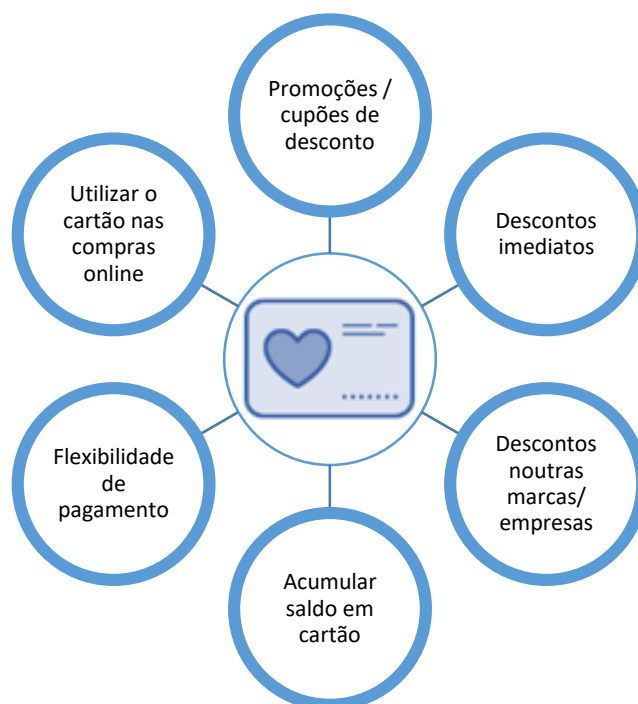 Promoções /
cupões de
desconto
Descontos
imediatos
Descontos
noutras
marcas/
empresas
Acumular
saldo em
cartão
Flexibilidade
de
pagamento
Utilizar o
cartão nas
compras
online